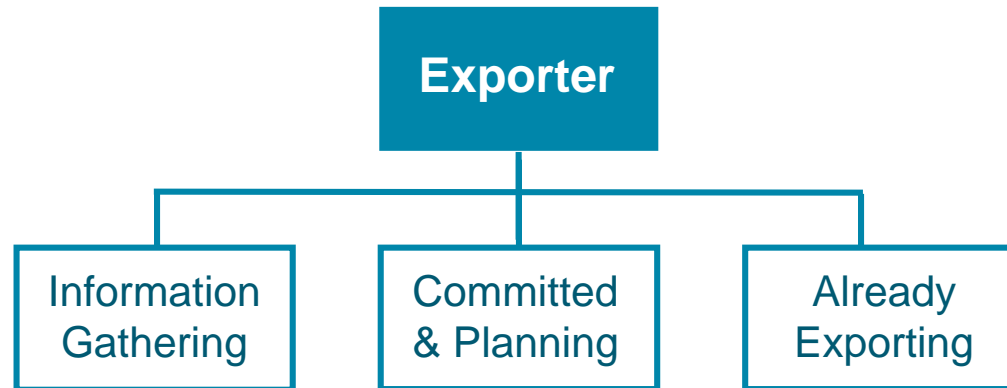 Exporter
Information
Gathering
Committed
& Planning
Already
Exporting